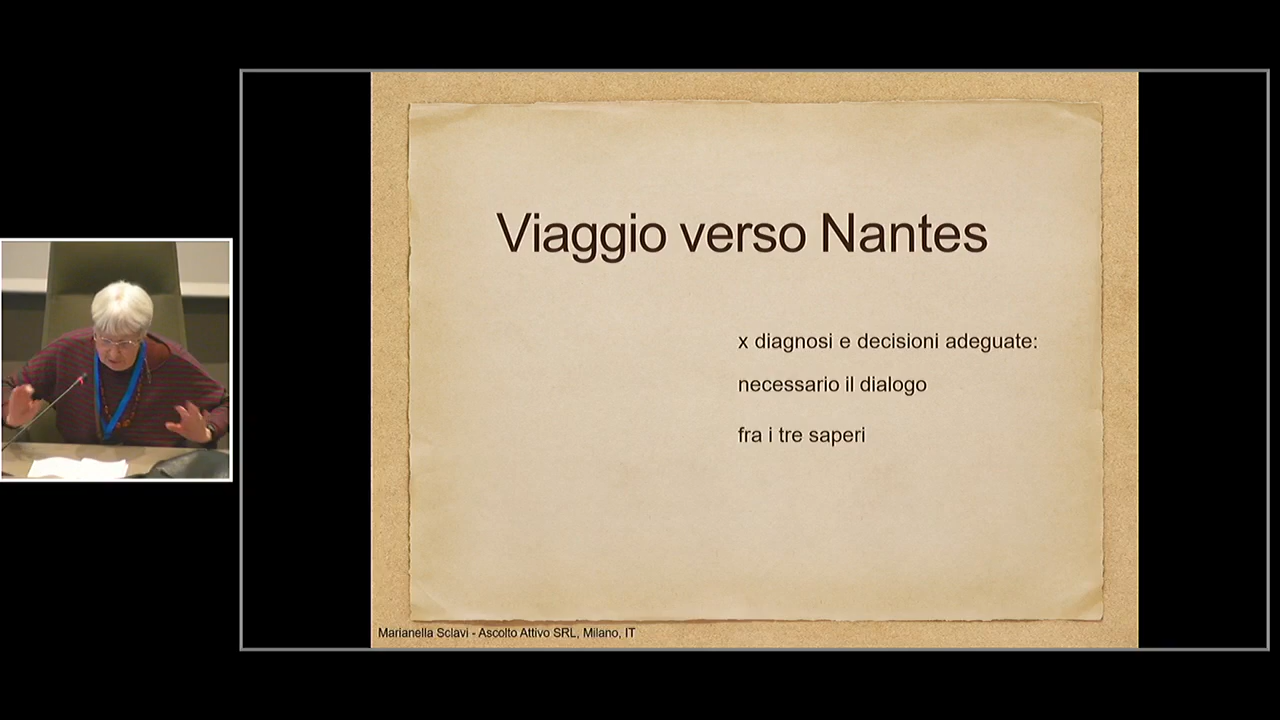 Viaggio verso Nantes
x diagnosi e decisioni adeguate:
necessario il dialogo
fra i tre saperi
Marianella Sclavi - Ascolto Attivo SRL, Milano, IT